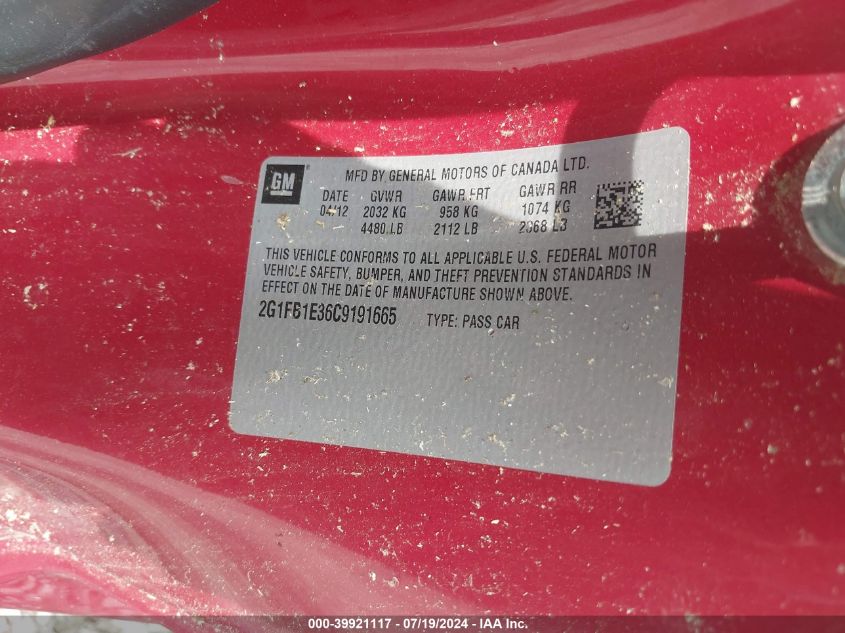 GM
MFD BY GENERAL MOTORS OF CANADA LTD.
DATE GVWR GAWR FRT GAWR RR
04/12 2032 KG 958 KG 1074 KG
4480 LB 2112 LB 2368 LB
THIS VEHICLE CONFORMS TO ALL APPLICABLE U.S. FEDERAL MOTOR
VEHICLE SAFETY, BUMPER, AND THEFT PREVENTION STANDARDS IN
EFFECT ON THE DATE OF MANUFACTURE SHOWN ABOVE.
2G1FB1E36C9191665 TYPE: PASS CAR
000-39921117 - 07/19/2024 - IAA Inc.